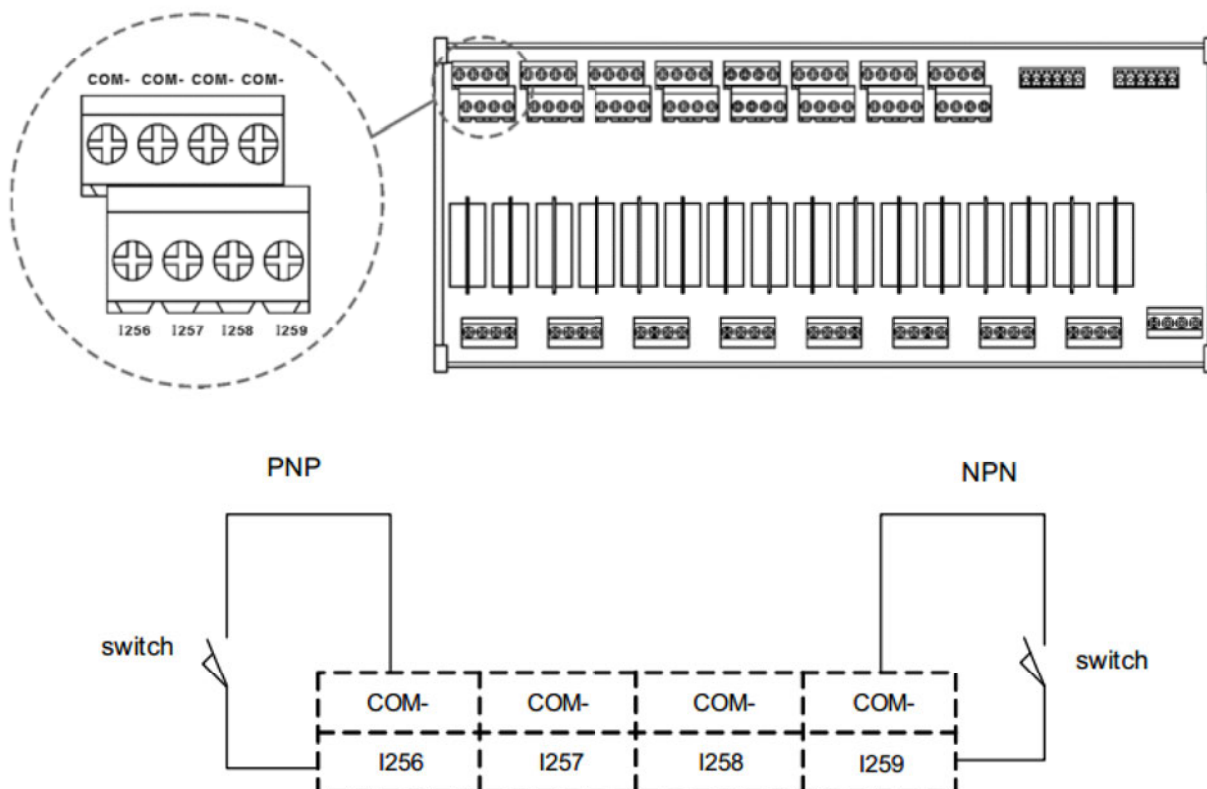 COM- COM- COM- COM-
I256 I257 I258 I259
PNP
NPN
switch
switch
COM- COM- COM- COM-
I256 I257 I258 I259